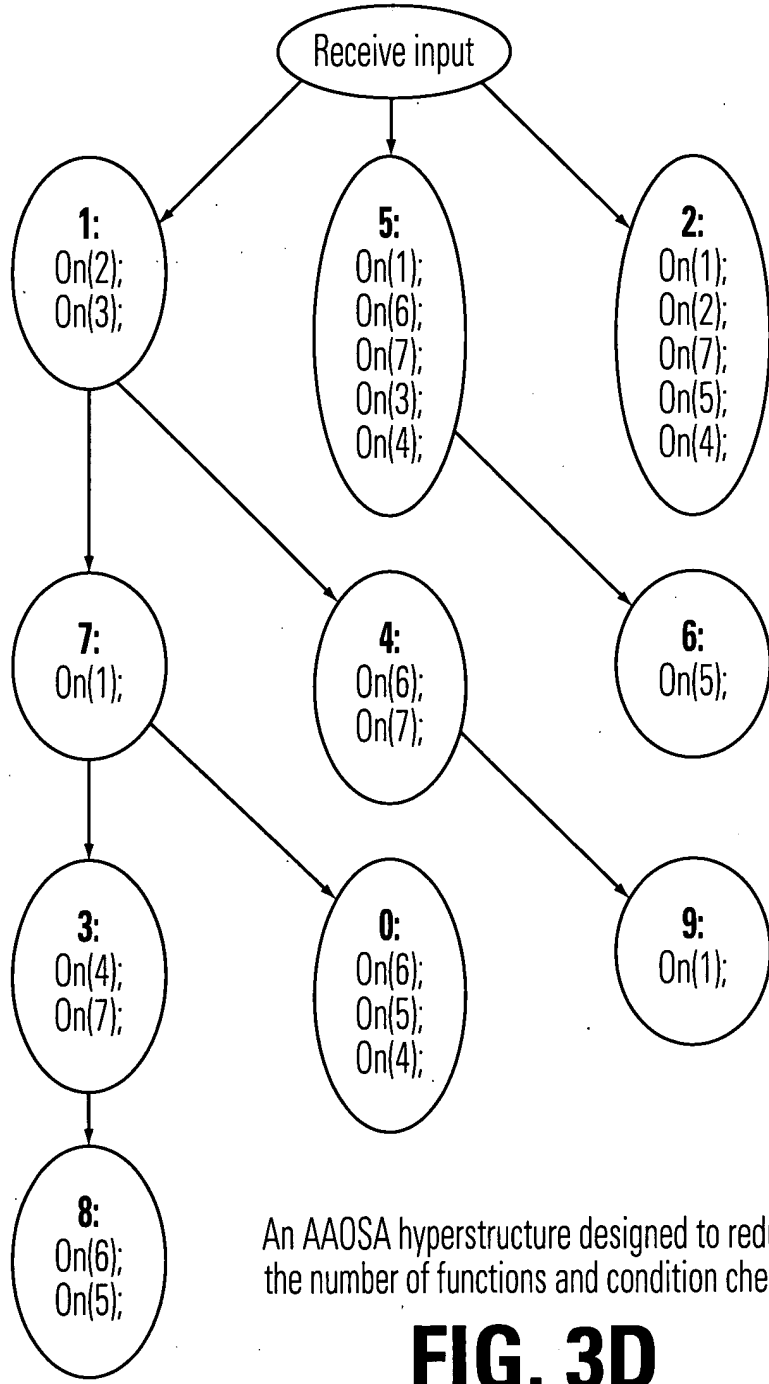 Receive input
1:
On(2);
On(3);
5:
On(1);
On(6);
On(7);
On(3);
On(4);
2:
On(1);
On(2);
On(7);
On(5);
On(4);
7:
On(1);
4:
On(6);
On(7);
6:
On(5);
3:
On(4);
On(7);
0:
On(6);
On(5);
On(4);
9:
On(1);
8:
On(6);
On(5);
An AAOSA hyperstructure designed to redu
the number of functions and condition che
FIG. 3D